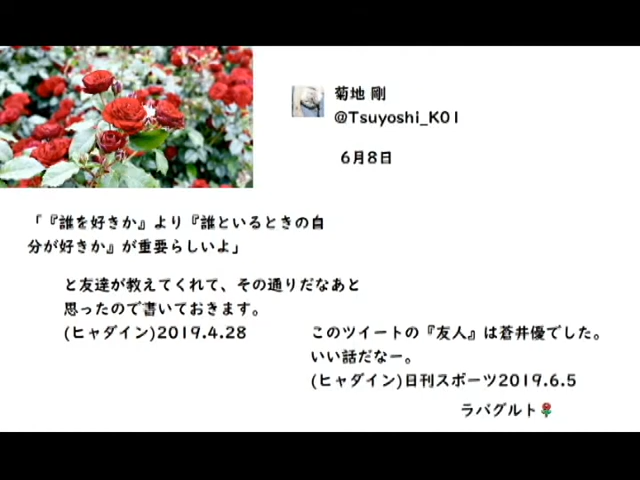 菊地 剛
@Tsuyoshi_K01
6月8日
「『誰を好きか』より『誰といるときの自
分が好きか』が重要らしいよ」
と友達が教えてくれて、その通りだなあと
思ったので書いておきます。
(ヒャダイン)2019.4.28
このツイートの『友人』は蒼井優でした。
いい話だなー。
(ヒャダイン)日刊スポーツ2019.6.5
ラバグルト🌹